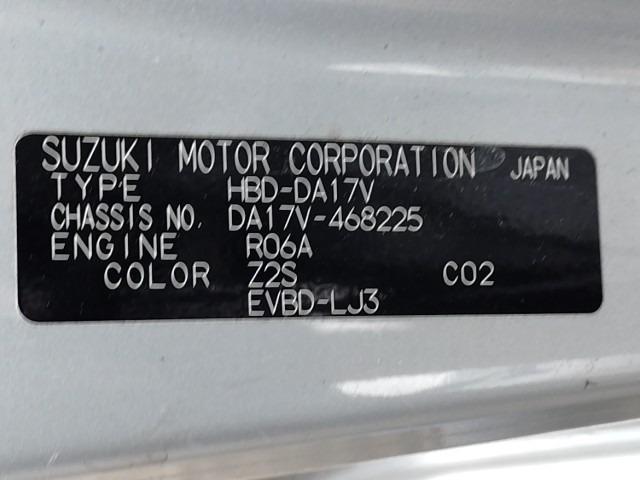 SUZUKI MOTOR CORPORATION JAPAN
TYPE HBD-DA17V
CHASSIS NO. DA17V-468225
ENGINE R06A
COLOR Z2S C02
EVBD-LJ3